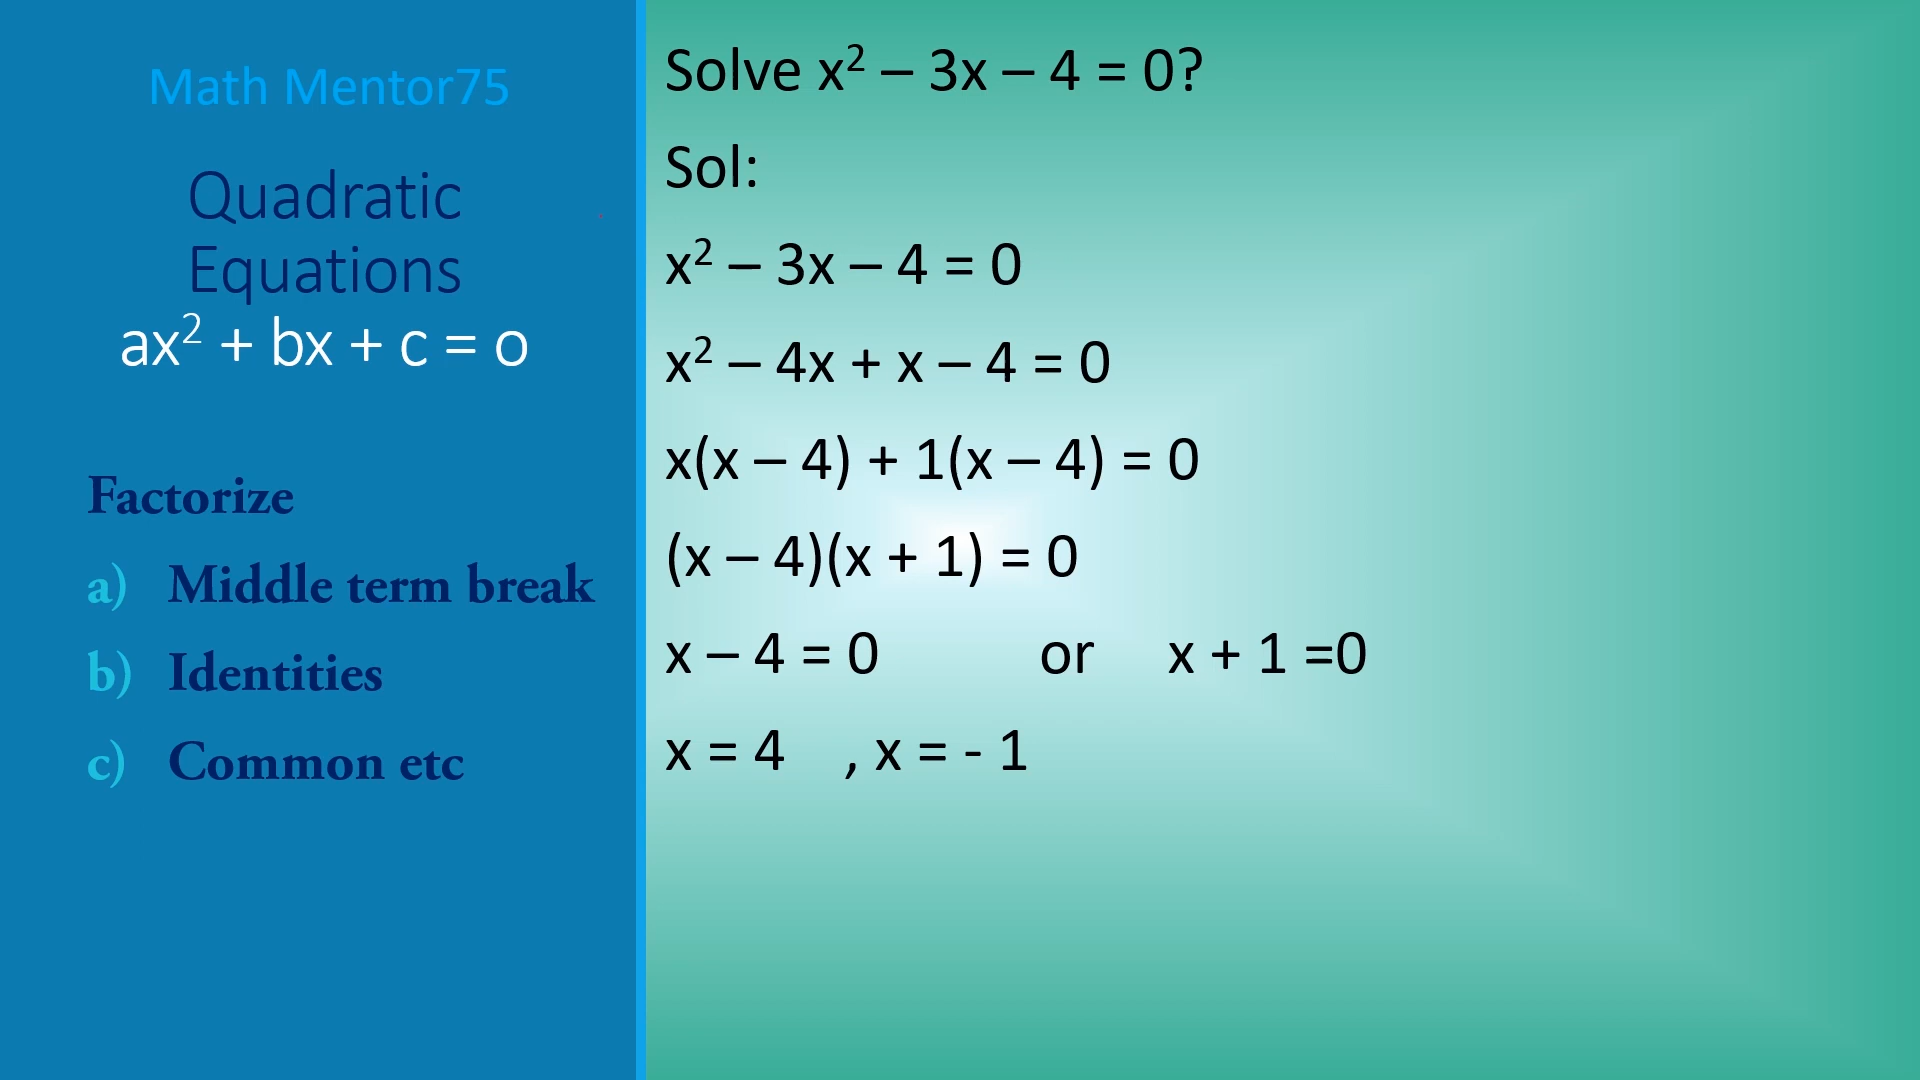 Math Mentor75
Quadratic
Equations
ax² + bx + c = o
Factorize
a) Middle term break
b) Identities
c) Common etc
Solve x² – 3x – 4 = 0?
Sol:
x² – 3x – 4 = 0
x² – 4x + x – 4 = 0
x(x – 4) + 1(x – 4) = 0
(x – 4)(x + 1) = 0
x – 4 = 0 or x + 1 =0
x = 4 , x = - 1